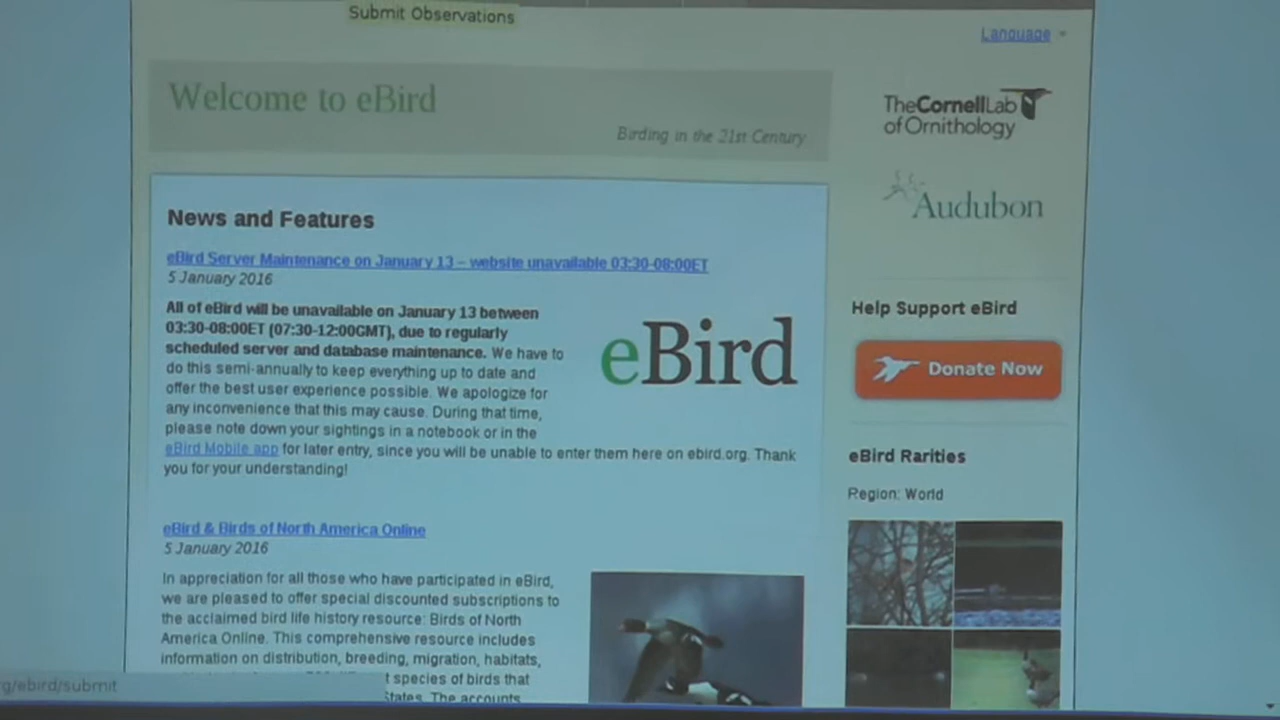 Submit Observations
Language
Welcome to eBird
Birding in the 21st Century
TheCornellLab
of Ornithology
Audubon
News and Features
eBird Server Maintenance on January 13 – website unavailable 03:30-08:00ET
5 January 2016
All of eBird will be unavailable on January 13 between
03:30-08:00ET (07:30-12:00GMT), due to regularly
scheduled server and database maintenance. We have to
do this semi-annually to keep everything up to date and
offer the best user experience possible. We apologize for
any inconvenience that this may cause. During that time,
please note down your sightings in a notebook or in the
eBird Mobile app for later entry, since you will be unable to enter them here on ebird.org. Thank
you for your understanding!
eBird
Help Support eBird
Donate Now
eBird Rarities
Region: World
eBird & Birds of North America Online
5 January 2016
In appreciation for all those who have participated in eBird,
we are pleased to offer special discounted subscriptions to
the acclaimed bird life history resource: Birds of North
America Online. This comprehensive resource includes
information on distribution, breeding, migration, habitats,
t species of birds that
States. The accounts
rg/ebird/submit